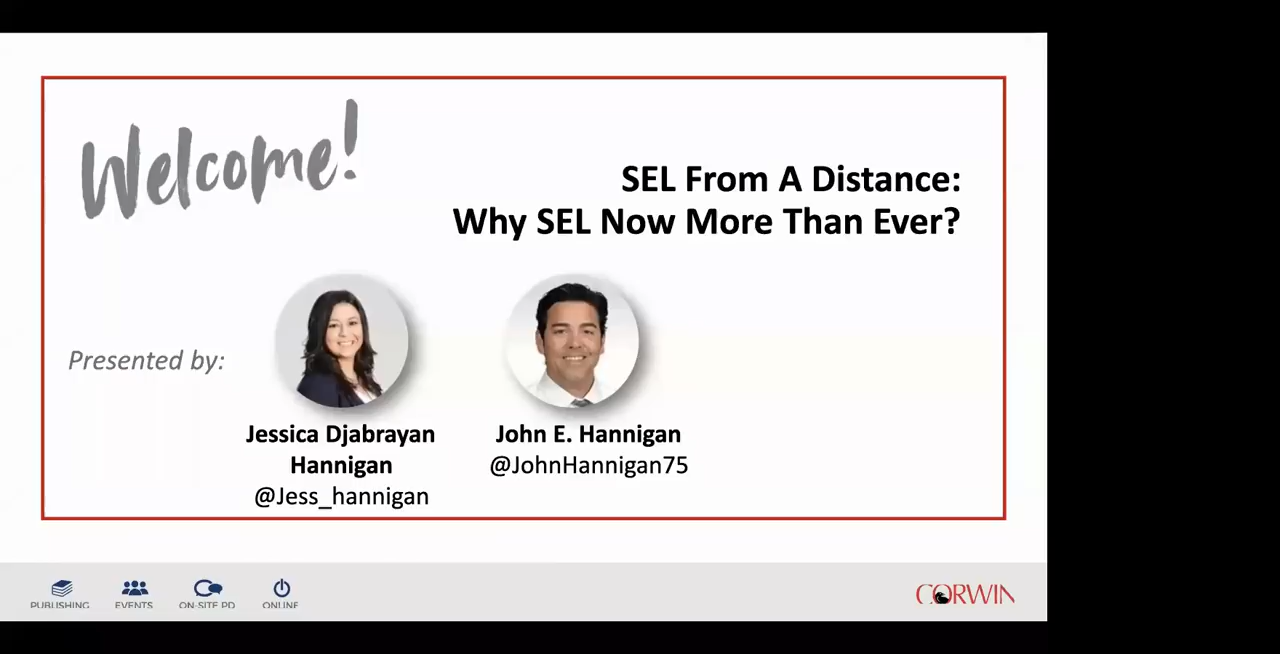 Welcome!
SEL From A Distance:
Why SEL Now More Than Ever?
Presented by:
Jessica Djabrayan
Hannigan
@Jess_hannigan
John E. Hannigan
@JohnHannigan75
PUBLISHING
EVENTS
ON-SITE PD
ONLINE
CORWIN